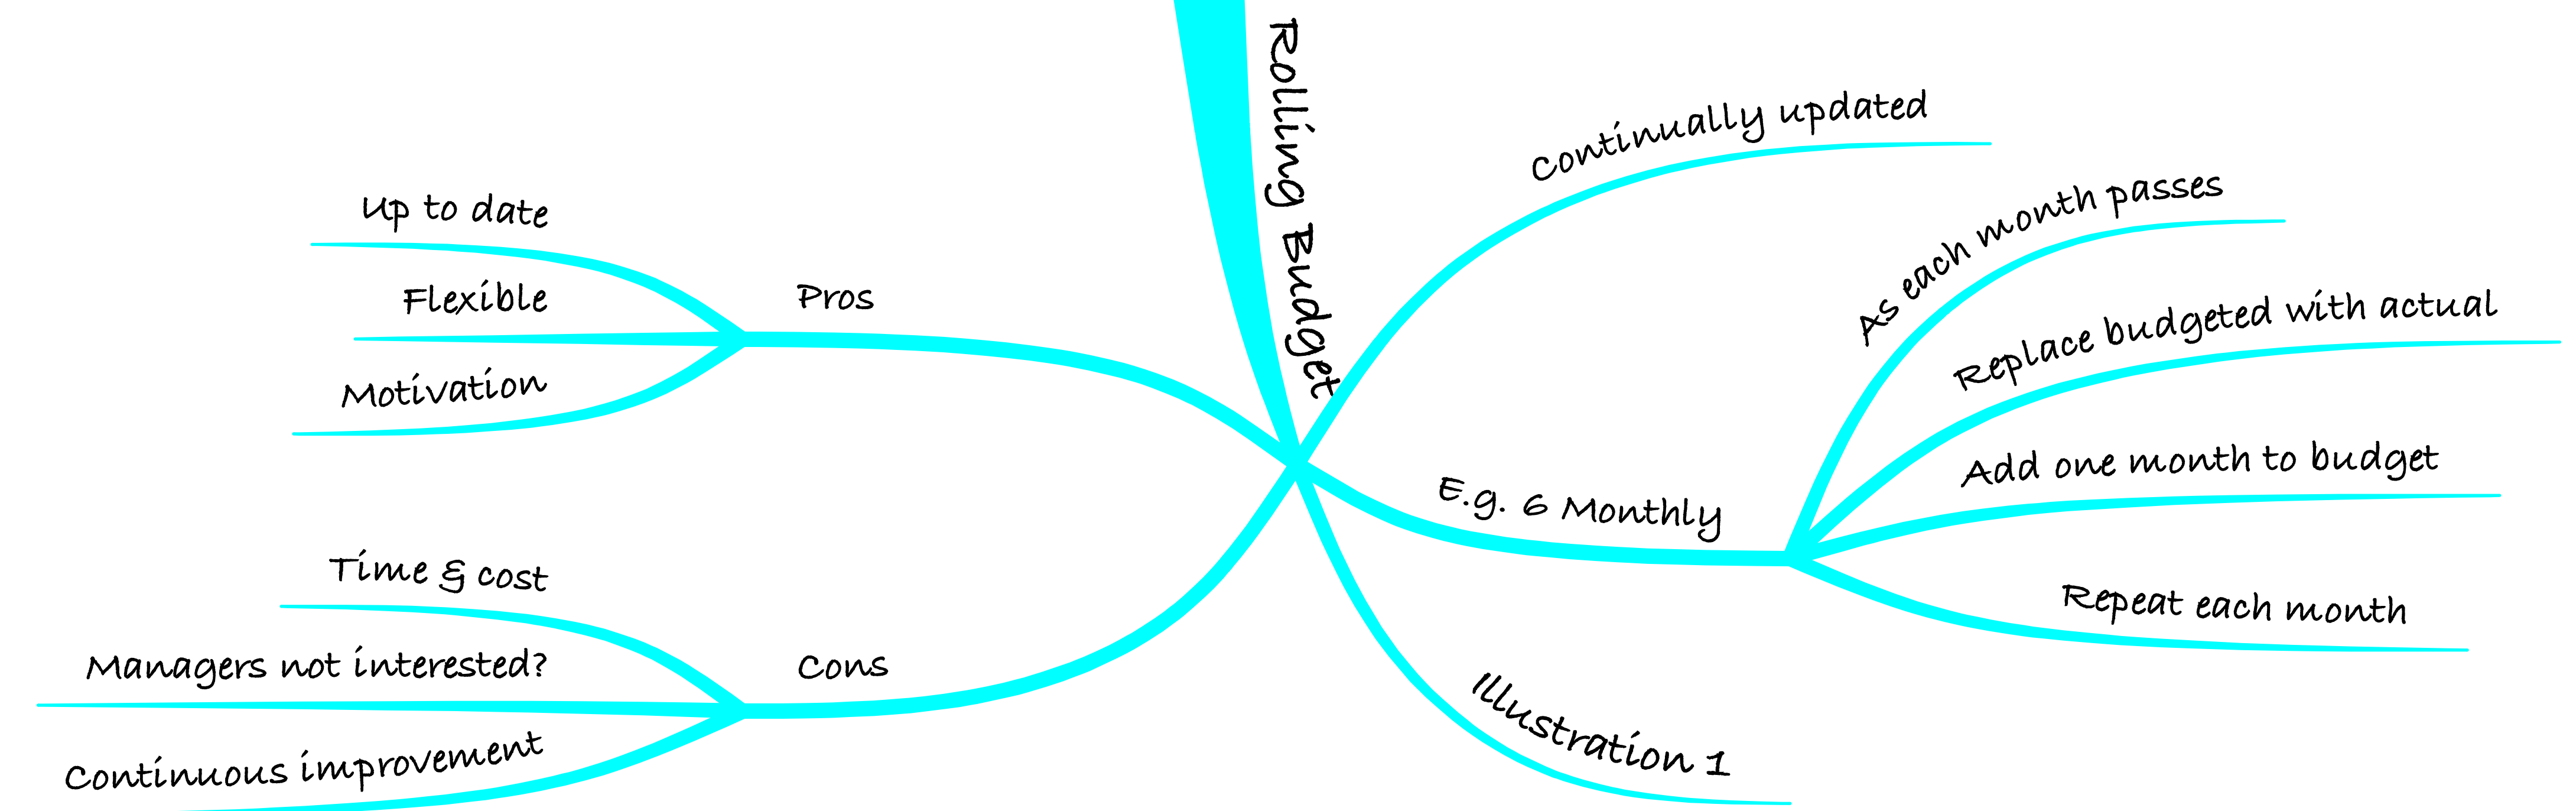 Rolling Budget
Continually updated
E.g. 6 Monthly
As each month passes
Replace budgeted with actual
Add one month to budget
Repeat each month
Illustration 1
Pros
Up to date
Flexible
Motivation
Cons
Time & cost
Managers not interested?
Continuous improvement